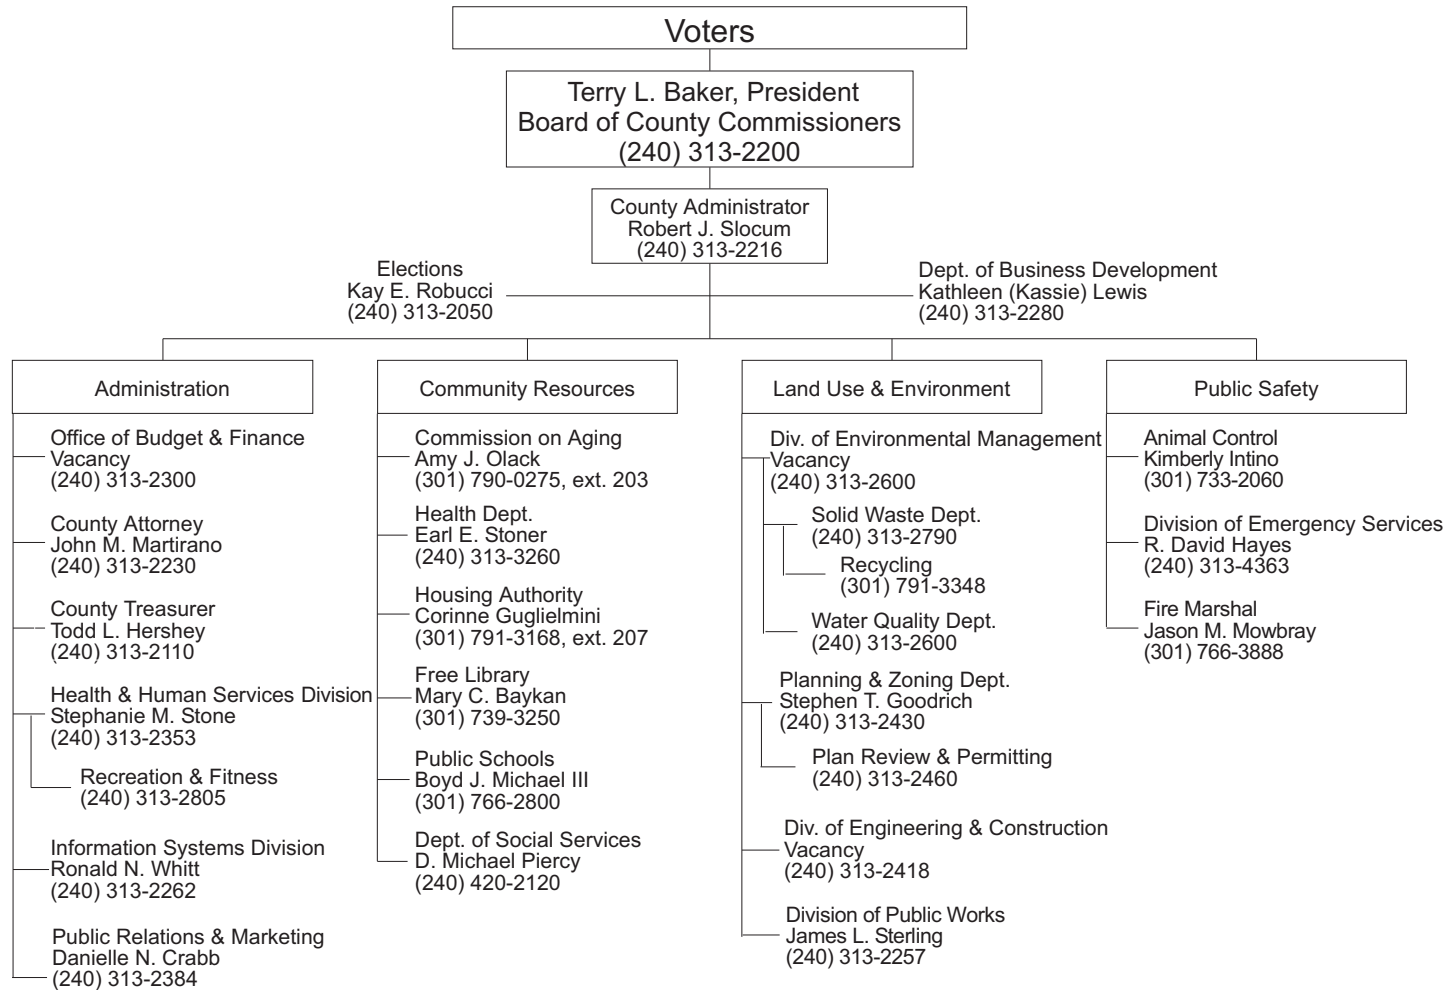 Voters
Terry L. Baker, President
Board of County Commissioners
(240) 313-2200
County Administrator
Robert J. Slocum
(240) 313-2216
Elections
Kay E. Robucci
(240) 313-2050
Dept. of Business Development
Kathleen (Kassie) Lewis
(240) 313-2280
Administration
Office of Budget & Finance
Vacancy
(240) 313-2300
County Attorney
John M. Martirano
(240) 313-2230
County Treasurer
Todd L. Hershey
(240) 313-2110
Health & Human Services Division
Stephanie M. Stone
(240) 313-2353
Recreation & Fitness
(240) 313-2805
Information Systems Division
Ronald N. Whitt
(240) 313-2262
Public Relations & Marketing
Danielle N. Crabb
(240) 313-2384
Community Resources
Commission on Aging
Amy J. Olack
(301) 790-0275, ext. 203
Health Dept.
Earl E. Stoner
(240) 313-3260
Housing Authority
Corinne Guglielmini
(301) 791-3168, ext. 207
Free Library
Mary C. Baykan
(301) 739-3250
Public Schools
Boyd J. Michael III
(301) 766-2800
Dept. of Social Services
D. Michael Piercy
(240) 420-2120
Land Use & Environment
Div. of Environmental Management
Vacancy
(240) 313-2600
Solid Waste Dept.
(240) 313-2790
Recycling
(301) 791-3348
Water Quality Dept.
(240) 313-2600
Planning & Zoning Dept.
Stephen T. Goodrich
(240) 313-2430
Plan Review & Permitting
(240) 313-2460
Div. of Engineering & Construction
Vacancy
(240) 313-2418
Division of Public Works
James L. Sterling
(240) 313-2257
Public Safety
Animal Control
Kimberly Intino
(301) 733-2060
Division of Emergency Services
R. David Hayes
(240) 313-4363
Fire Marshal
Jason M. Mowbray
(301) 766-3888